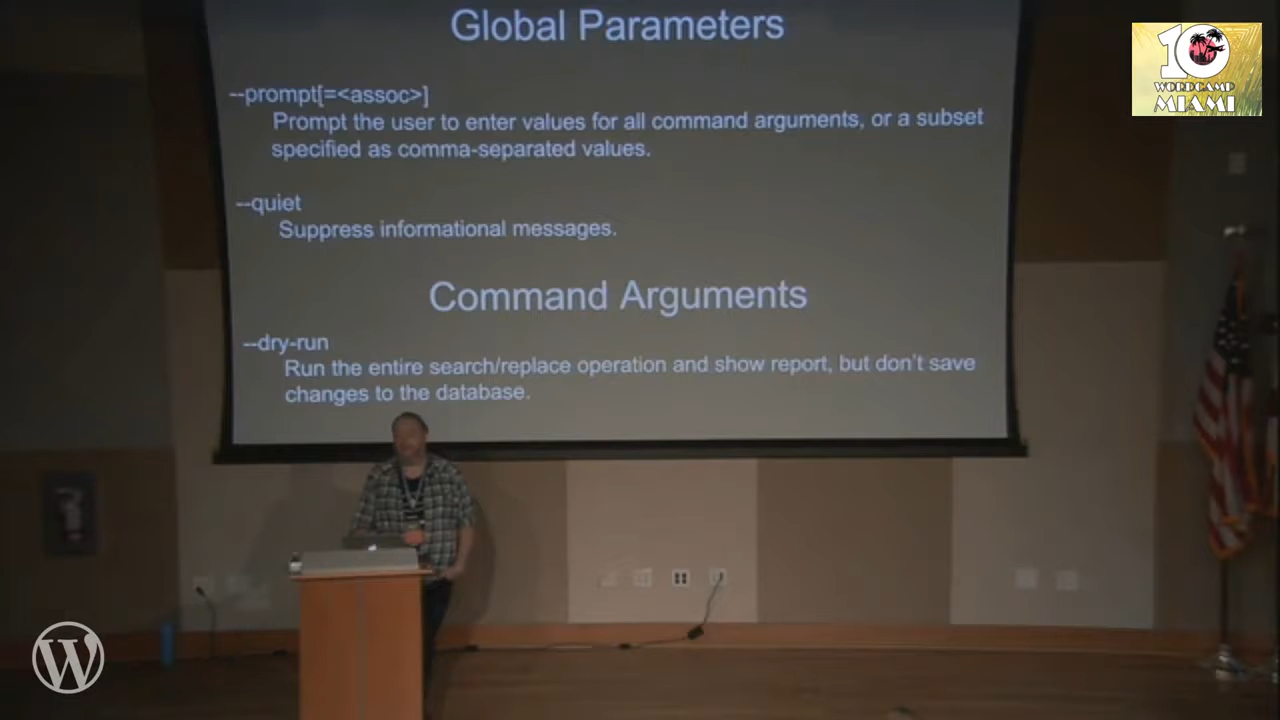 Global Parameters
--prompt[=<assoc>]
Prompt the user to enter values for all command arguments, or a subset
specified as comma-separated values.
--quiet
Suppress informational messages.
Command Arguments
--dry-run
Run the entire search/replace operation and show report, but don't save
changes to the database.
10
WORDCAMP
MIAMI
W